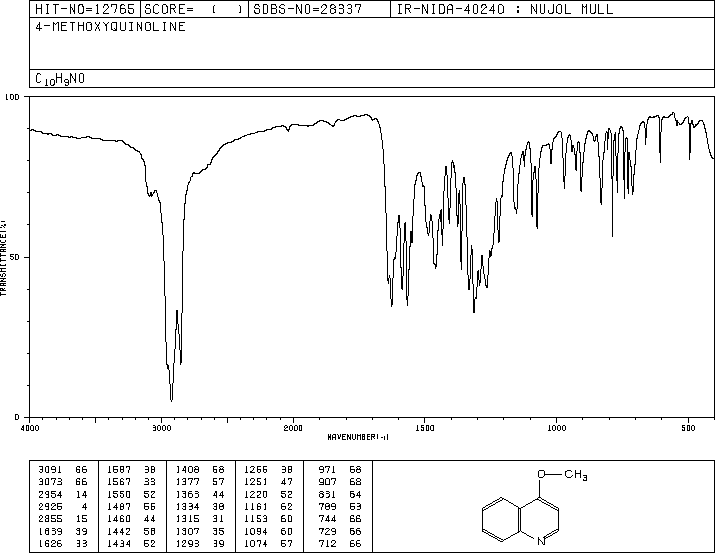 HIT-NO=12765 SCORE= ( ) SDBS-NO=28337 IR-NIDA-40240 : NUJOL MULL
4-METHOXYQUINOLINE
C10H9NO
100
50
0
TRANSMITTANCE(%)
4000 3000 2000 1500 1000 500
WAVENUMBER(-1)
3091 66 1587 38 1408 58 1266 38 971 68
3073 66 1567 33 1377 57 1251 47 907 68
2954 14 1550 52 1363 44 1220 52 831 64
2925 4 1487 55 1334 38 1161 62 789 53
2855 15 1460 44 1315 31 1153 60 744 66
1639 39 1442 58 1307 35 1094 60 729 66
1626 33 1434 52 1293 39 1074 57 712 66
O CH3
N